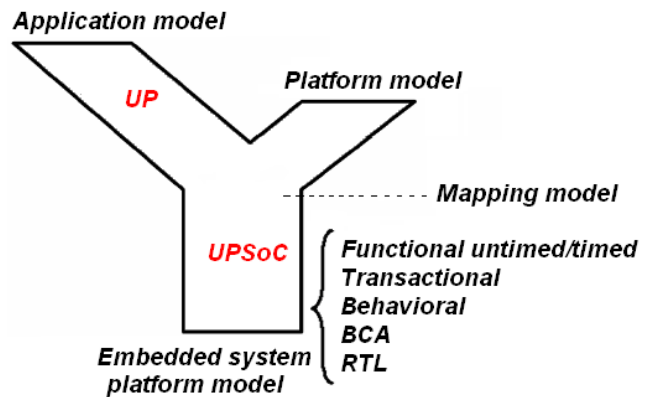 Application model
UP
Platform model
Mapping model
UPSoC
Functional untimed/timed
Transactional
Behavioral
BCA
RTL
Embedded system
platform model